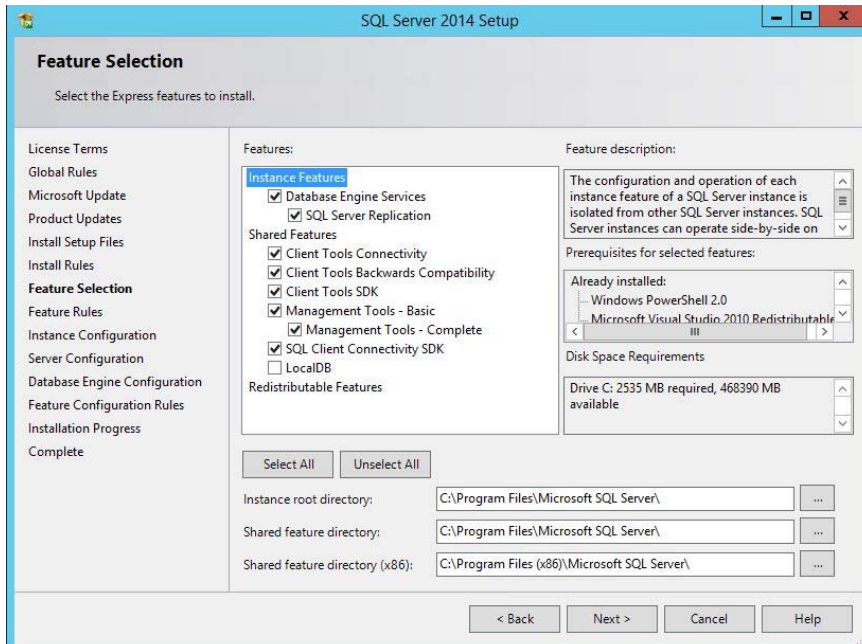 SQL Server 2014 Setup
Feature Selection
Select the Express features to install.
License Terms
Global Rules
Microsoft Update
Product Updates
Install Setup Files
Install Rules
Feature Selection
Feature Rules
Instance Configuration
Server Configuration
Database Engine Configuration
Feature Configuration Rules
Installation Progress
Complete
Features:
Instance Features
Database Engine Services
SQL Server Replication
Shared Features
Client Tools Connectivity
Client Tools Backwards Compatibility
Client Tools SDK
Management Tools - Basic
Management Tools - Complete
SQL Client Connectivity SDK
LocalDB
Redistributable Features
Feature description:
The configuration and operation of each
instance feature of a SQL Server instance is
isolated from other SQL Server instances. SQL
Server instances can operate side-by-side on
Prerequisites for selected features:
Already installed:
Windows PowerShell 2.0
Microsoft Visual Studio 2010 Redistributable
Disk Space Requirements
Drive C: 2535 MB required, 468390 MB
available
Select All
Unselect All
Instance root directory:
C:\Program Files\Microsoft SQL Server\
...
Shared feature directory:
C:\Program Files\Microsoft SQL Server\
...
Shared feature directory (x86):
C:\Program Files (x86)\Microsoft SQL Server\
...
< Back
Next >
Cancel
Help